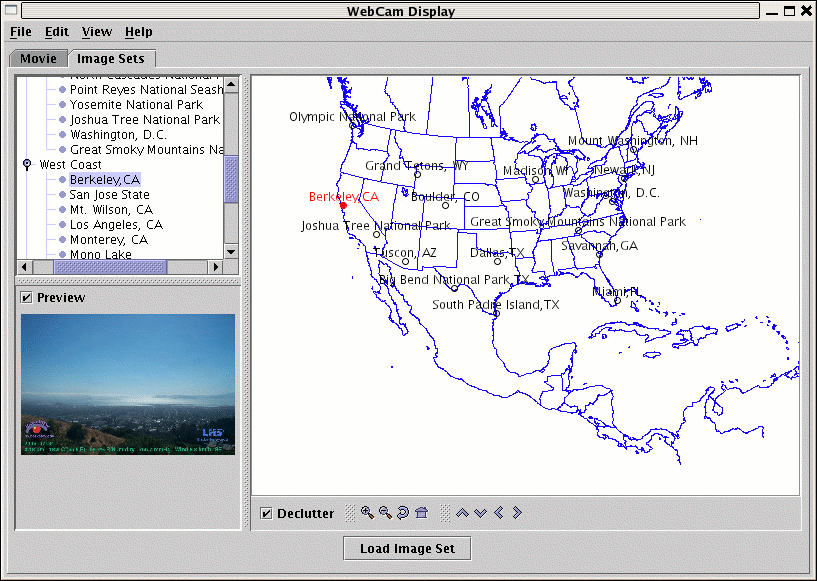 WebCam Display
File Edit View Help
Movie Image Sets
North Cascades National P
Point Reyes National Seash
Yosemite National Park
Joshua Tree National Park
Washington, D.C.
Great Smoky Mountains Na
West Coast
Berkeley,CA
San Jose State
Mt. Wilson, CA
Los Angeles, CA
Monterey, CA
Mono Lake
Preview
LHS
Olympic National Park
Mount Washington, NH
Grand Tetons, WY
Madison,WI
Newark,NJ
Berkeley,CA
Boulder, CO
Washington, D.C.
Joshua Tree National Park
Great Smoky Mountains National Park
Tuscon, AZ
Dallas,TX
Savannah,GA
Big Bend National Park,TX
Miami,FL
South Padre Island,TX
Declutter
Load Image Set